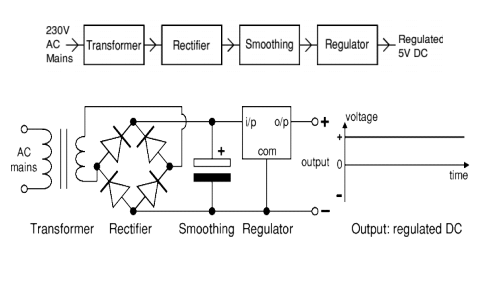 230V
AC
Mains
Transformer
Rectifier
Smoothing
Regulator
Regulated
5V DC
AC
mains
+
i/p
o/p
com
+
−
output
voltage
+
0
-
time
Transformer
Rectifier
Smoothing
Regulator
Output: regulated DC